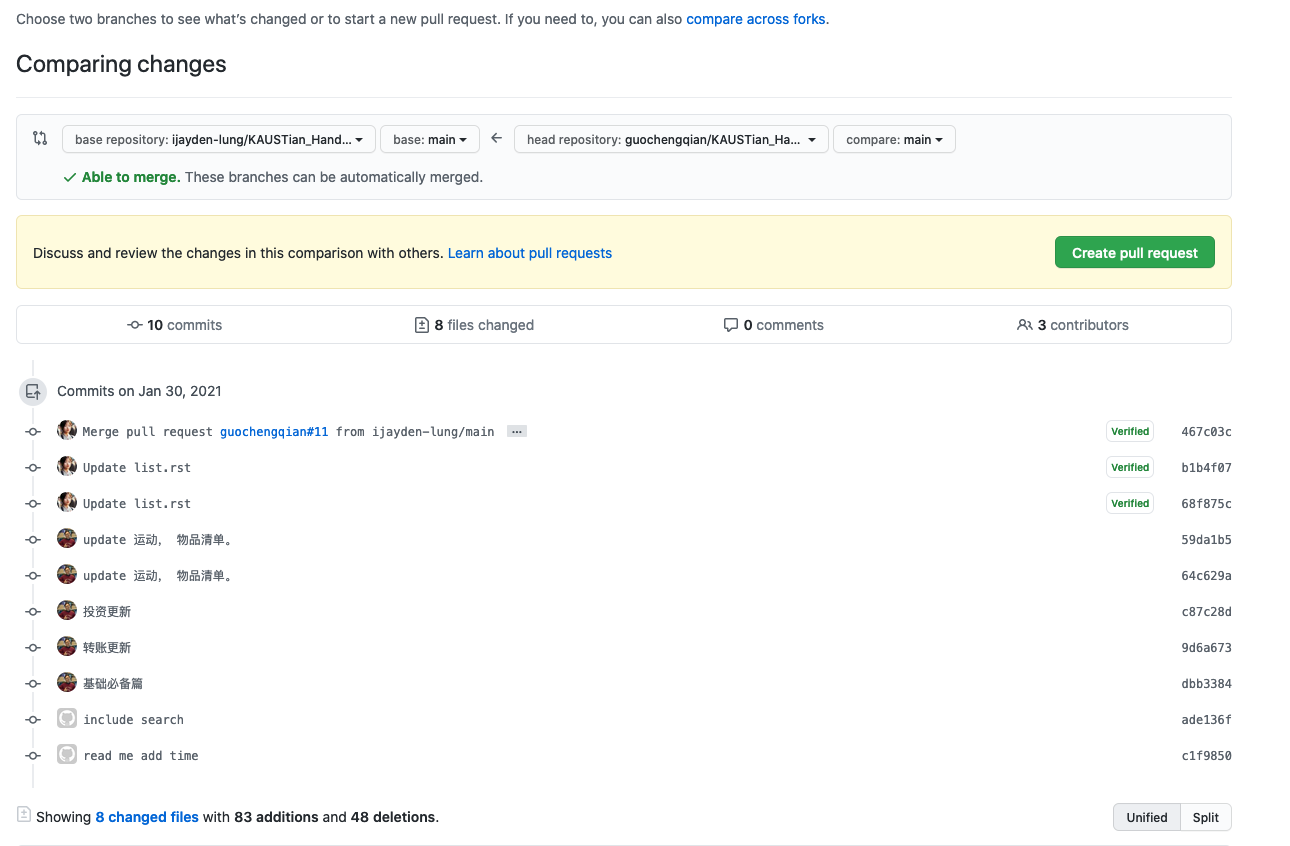 Choose two branches to see what’s changed or to start a new pull request. If you need to, you can also compare across forks.
Comparing changes
base repository: ijayden-lung/KAUSTian_Hand... base: main ← head repository: guochengqian/KAUSTian_Ha... compare: main
Able to merge. These branches can be automatically merged.
Discuss and review the changes in this comparison with others. Learn about pull requests Create pull request
10 commits 8 files changed 0 comments 3 contributors
Commits on Jan 30, 2021
Merge pull request guochengqian#11 from ijayden-lung/main ... Verified 467c03c
Update list.rst Verified b1b4f07
Update list.rst Verified 68f875c
update 运动， 物品清单。 59da1b5
update 运动， 物品清单。 64c629a
投资更新 c87c28d
转账更新 9d6a673
基础必备篇 dbb3384
include search ade136f
read me add time c1f9850
Showing 8 changed files with 83 additions and 48 deletions. Unified Split